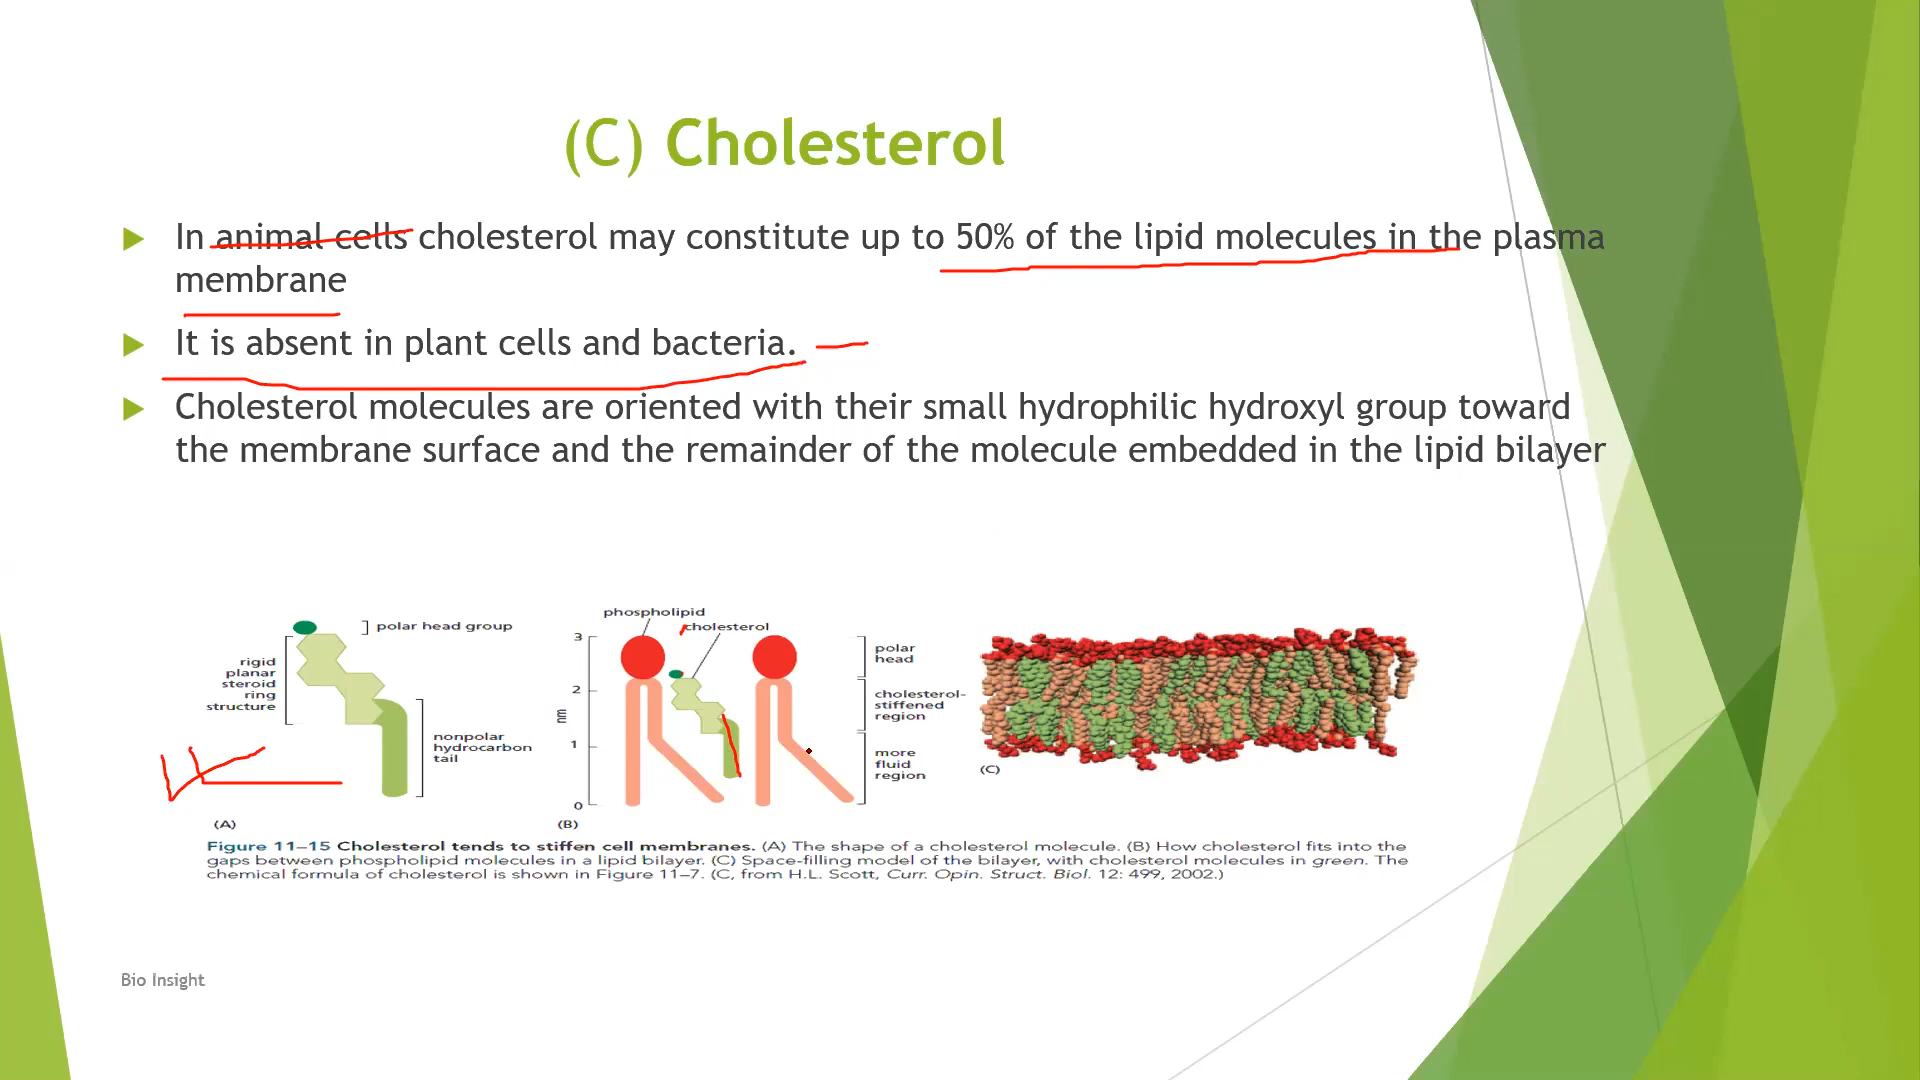 (C) Cholesterol
In animal cells cholesterol may constitute up to 50% of the lipid molecules in the plasma
membrane
It is absent in plant cells and bacteria.
Cholesterol molecules are oriented with their small hydrophilic hydroxyl group toward
the membrane surface and the remainder of the molecule embedded in the lipid bilayer
polar head group
rigid
planar
steroid
ring
structure
nonpolar
hydrocarbon
tail
(A)
phospholipid
cholesterol
3
2
nm
1
0
polar
head
cholesterol-
stiffened
region
more
fluid
region
(B)
(C)
Figure 11–15 Cholesterol tends to stiffen cell membranes. (A) The shape of a cholesterol molecule. (B) How cholesterol fits into the
gaps between phospholipid molecules in a lipid bilayer. (C) Space-filling model of the bilayer, with cholesterol molecules in green. The
chemical formula of cholesterol is shown in Figure 11–7. (C, from H.L. Scott, Curr. Opin. Struct. Biol. 12: 499, 2002.)
Bio Insight